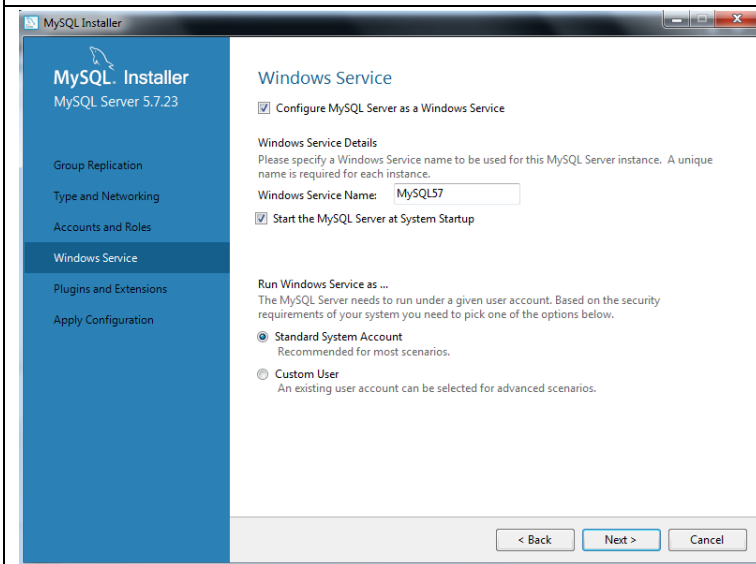 MySQL Installer
MySQL. Installer
MySQL Server 5.7.23
Group Replication
Type and Networking
Accounts and Roles
Windows Service
Plugins and Extensions
Apply Configuration
Windows Service
Configure MySQL Server as a Windows Service
Windows Service Details
Please specify a Windows Service name to be used for this MySQL Server instance. A unique
name is required for each instance.
Windows Service Name: MySQL57
Start the MySQL Server at System Startup
Run Windows Service as ...
The MySQL Server needs to run under a given user account. Based on the security
requirements of your system you need to pick one of the options below.
Standard System Account
Recommended for most scenarios.
Custom User
An existing user account can be selected for advanced scenarios.
< Back Next > Cancel